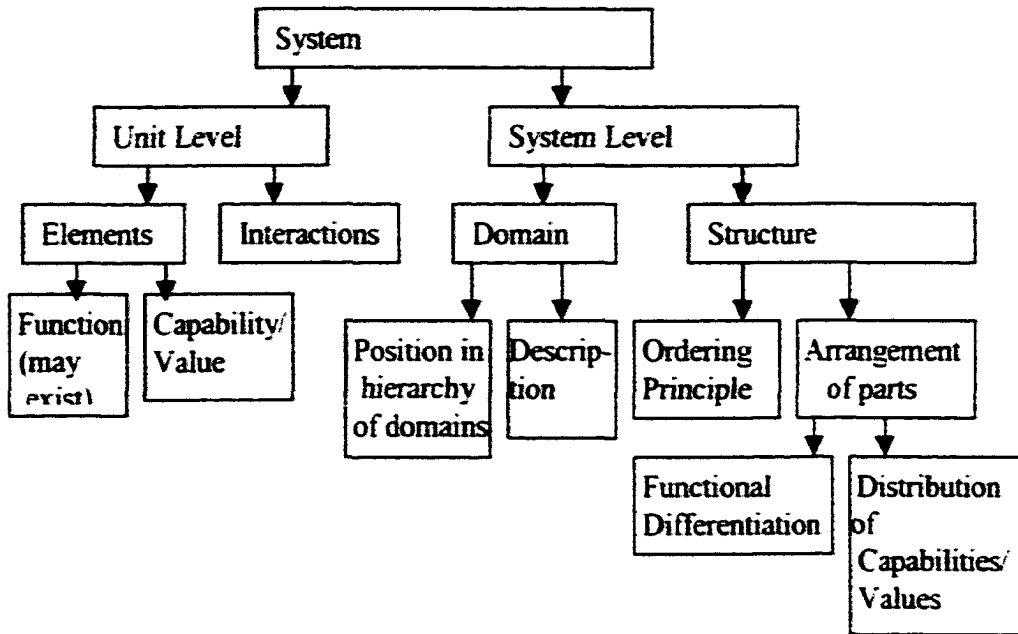 System
Unit Level
System Level
Elements
Interactions
Domain
Structure
Function
(may
exist)
Capability/
Value
Position in
hierarchy
of domains
Descrip-
tion
Ordering
Principle
Arrangement
of parts
Functional
Differentiation
Distribution
of
Capabilities/
Values